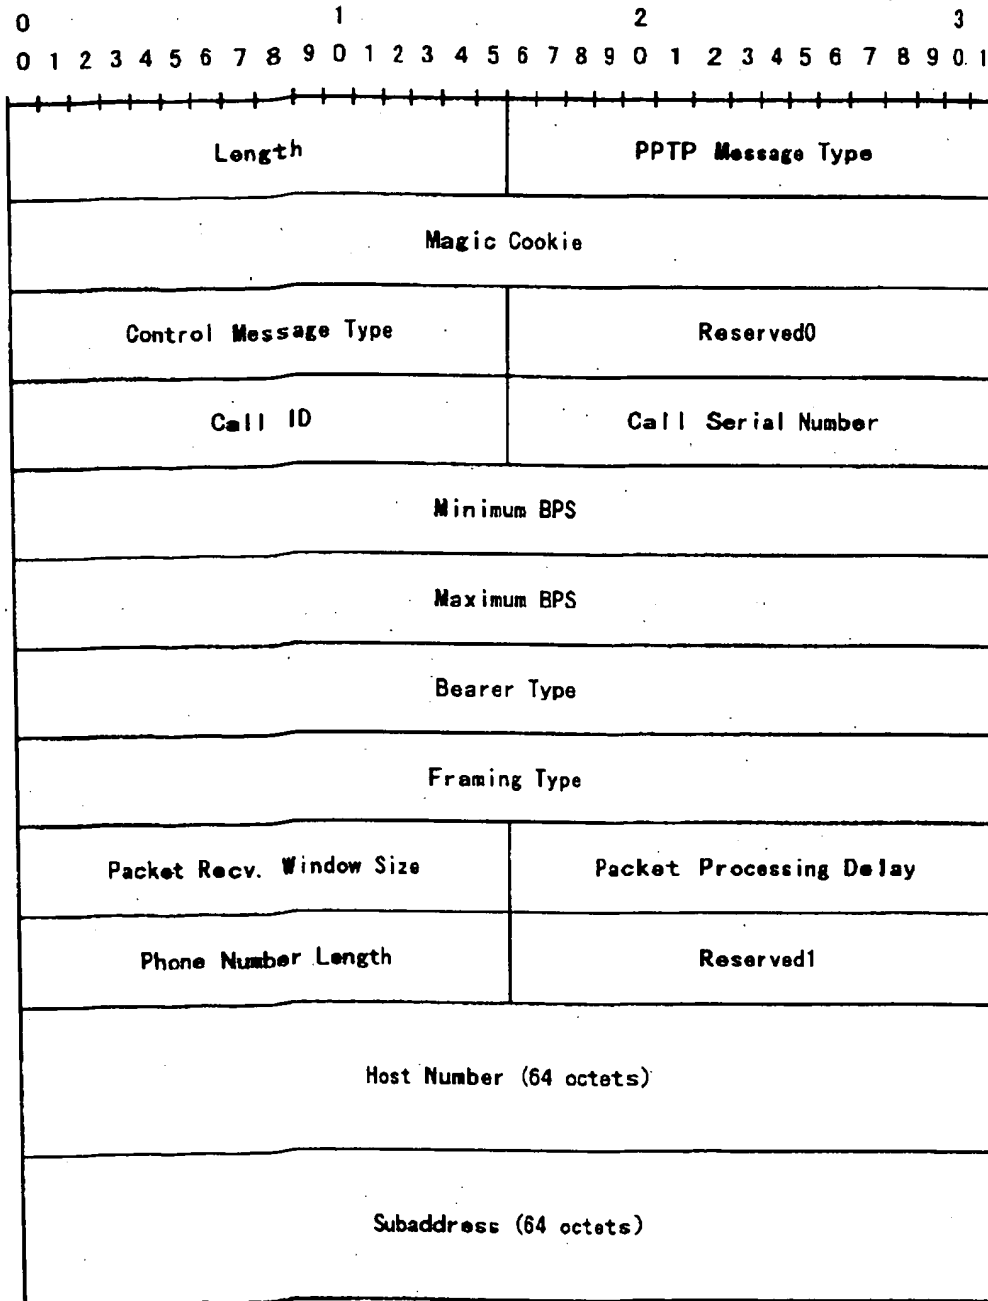 0 1 2 3
0 1 2 3 4 5 6 7 8 9 0 1 2 3 4 5 6 7 8 9 0 1 2 3 4 5 6 7 8 9 0 1
Length PPTP Message Type
Magic Cookie
Control Message Type Reserved0
Call ID Call Serial Number
Minimum BPS
Maximum BPS
Bearer Type
Framing Type
Packet Recv. Window Size Packet Processing Delay
Phone Number Length Reserved1
Host Number (64 octets)
Subaddress (64 octets)